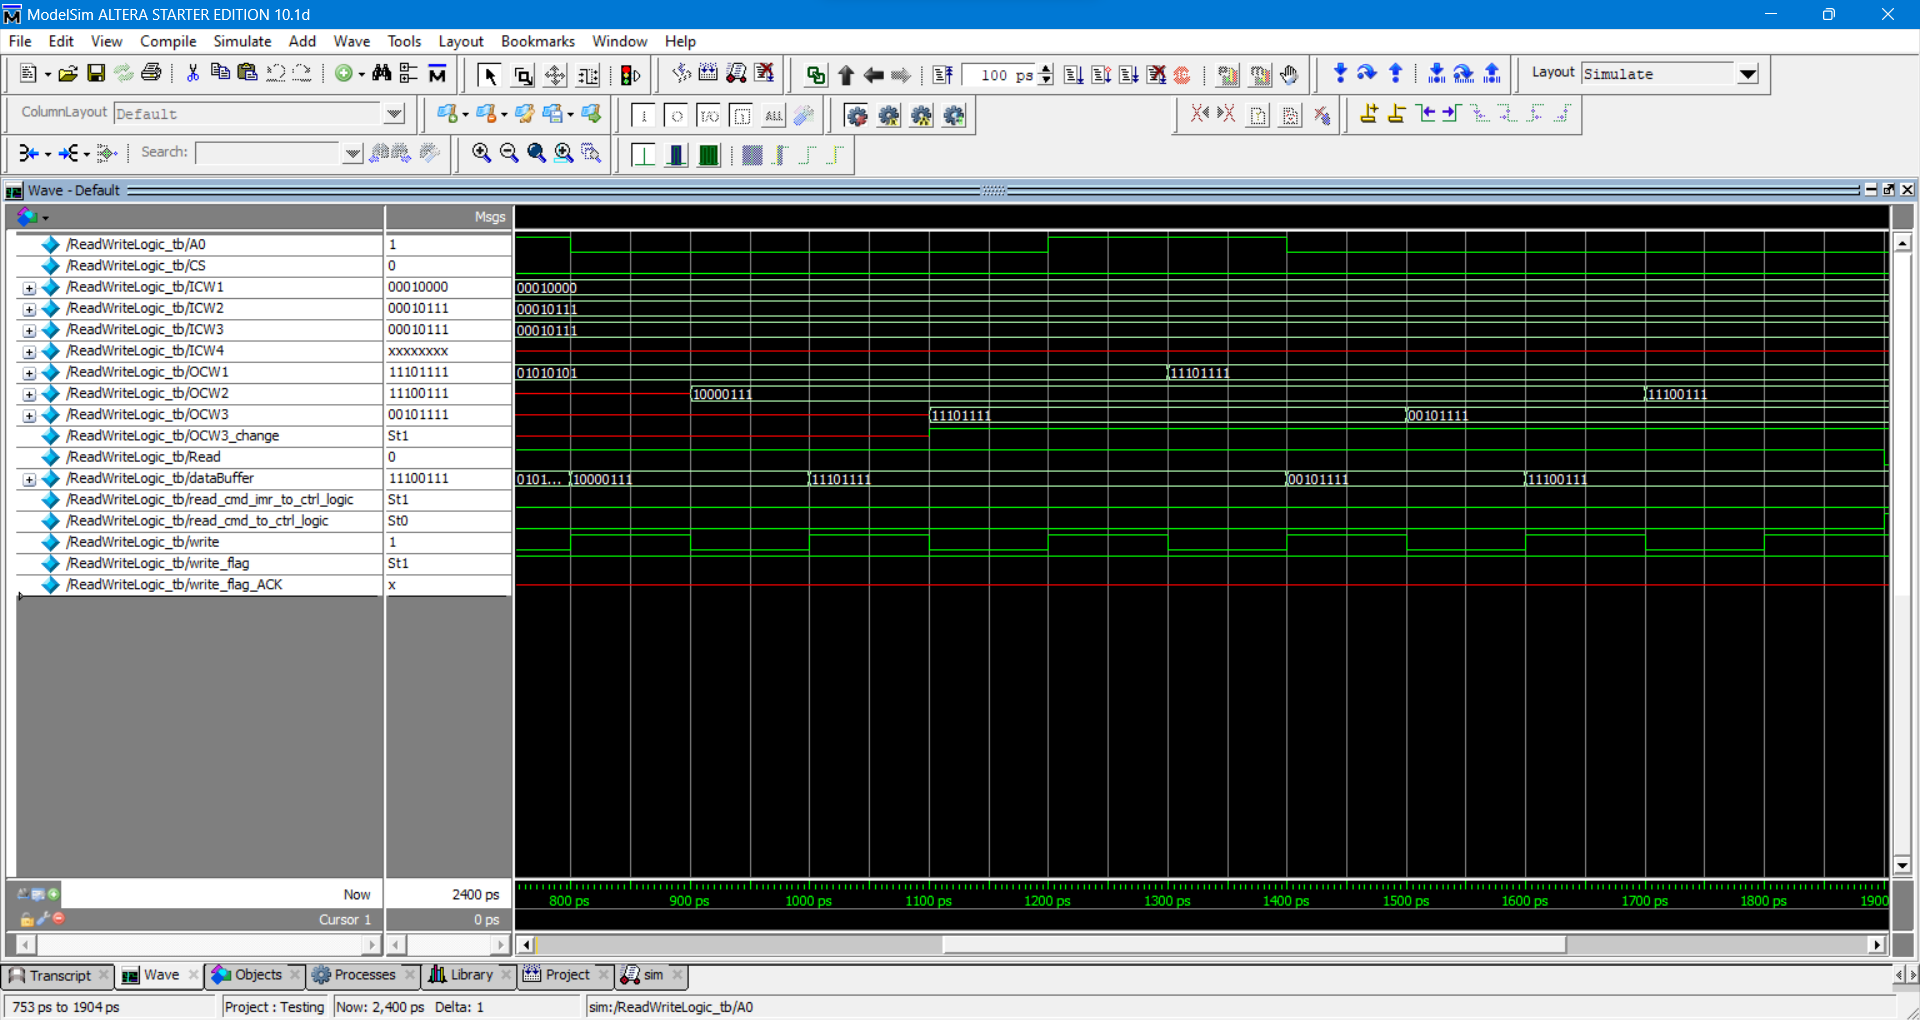 ModelSim ALTERA STARTER EDITION 10.1d
File Edit View Compile Simulate Add Wave Tools Layout Bookmarks Window Help
100 ps
Layout Simulate
ColumnLayout Default
ALL
Search:
Wave - Default
Msgs
/ReadWriteLogic_tb/A0 1
/ReadWriteLogic_tb/CS 0
/ReadWriteLogic_tb/ICW1 00010000 00010000
/ReadWriteLogic_tb/ICW2 00010111 00010111
/ReadWriteLogic_tb/ICW3 00010111 00010111
/ReadWriteLogic_tb/ICW4 xxxxxxxx
/ReadWriteLogic_tb/OCW1 11101111 01010101 11101111
/ReadWriteLogic_tb/OCW2 11100111 10000111 11100111
/ReadWriteLogic_tb/OCW3 00101111 11101111 00101111
/ReadWriteLogic_tb/OCW3_change St1
/ReadWriteLogic_tb/Read 0
/ReadWriteLogic_tb/dataBuffer 11100111 0101... 10000111 11101111 00101111 11100111
/ReadWriteLogic_tb/read_cmd_imr_to_ctrl_logic St1
/ReadWriteLogic_tb/read_cmd_to_ctrl_logic St0
/ReadWriteLogic_tb/write 1
/ReadWriteLogic_tb/write_flag St1
/ReadWriteLogic_tb/write_flag_ACK x
Now 2400 ps 800 ps 900 ps 1000 ps 1100 ps 1200 ps 1300 ps 1400 ps 1500 ps 1600 ps 1700 ps 1800 ps 1900
Cursor 1 0 ps
Transcript Wave Objects Processes Library Project sim
753 ps to 1904 ps Project : Testing Now: 2,400 ps Delta: 1 sim:/ReadWriteLogic_tb/A0